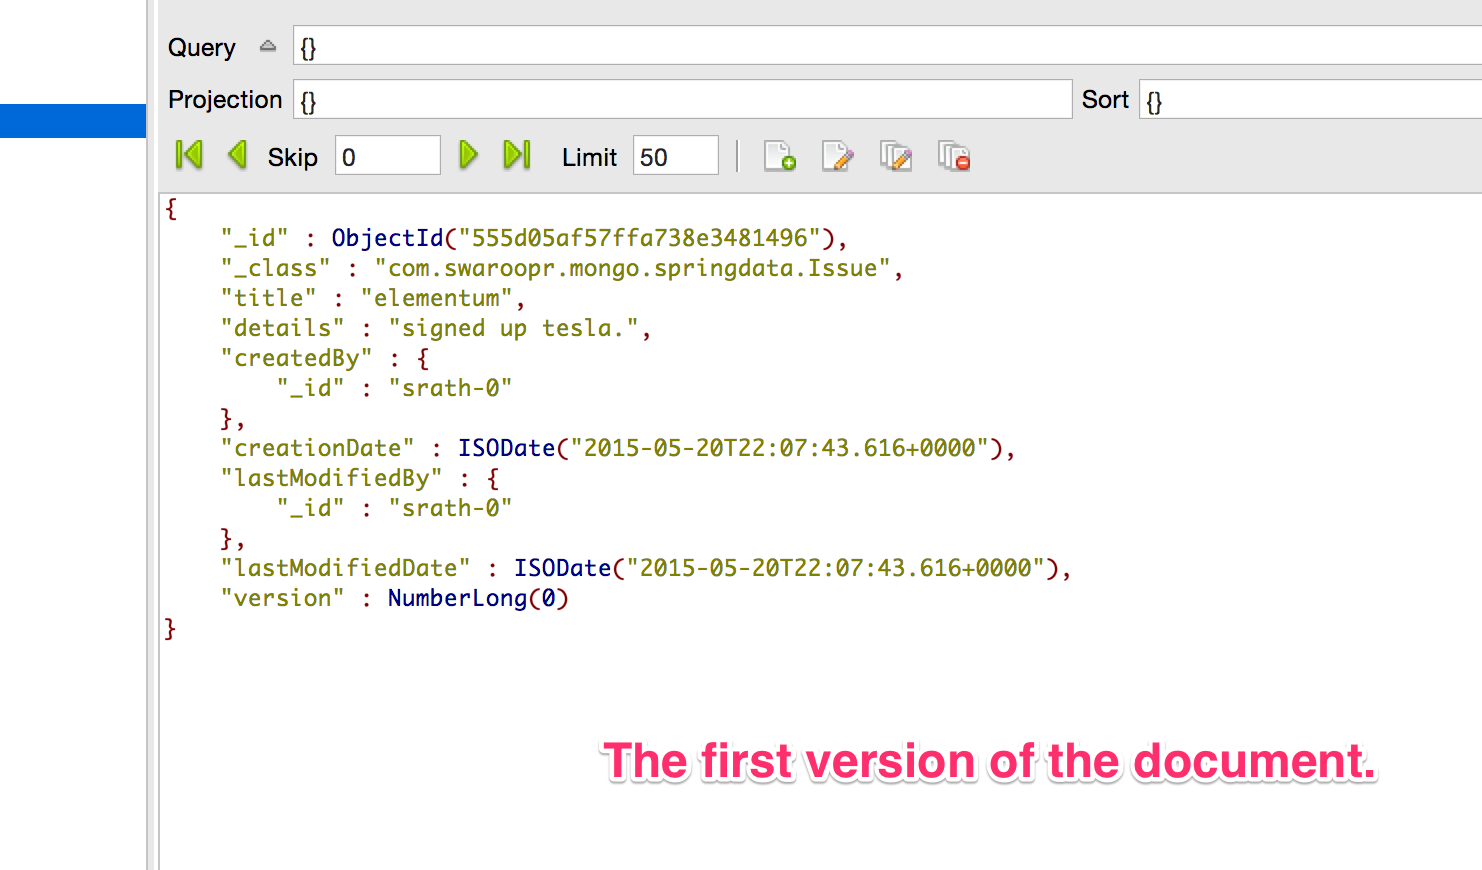 Query {}
Projection {} Sort {}
Skip 0 Limit 50
{
"_id" : ObjectId("555d05af57ffa738e3481496"),
"_class" : "com.swaroopr.mongo.springdata.Issue",
"title" : "elementum",
"details" : "signed up tesla.",
"createdBy" : {
"_id" : "srath-0"
},
"creationDate" : ISODate("2015-05-20T22:07:43.616+0000"),
"lastModifiedBy" : {
"_id" : "srath-0"
},
"lastModifiedDate" : ISODate("2015-05-20T22:07:43.616+0000"),
"version" : NumberLong(0)
}
The first version of the document.